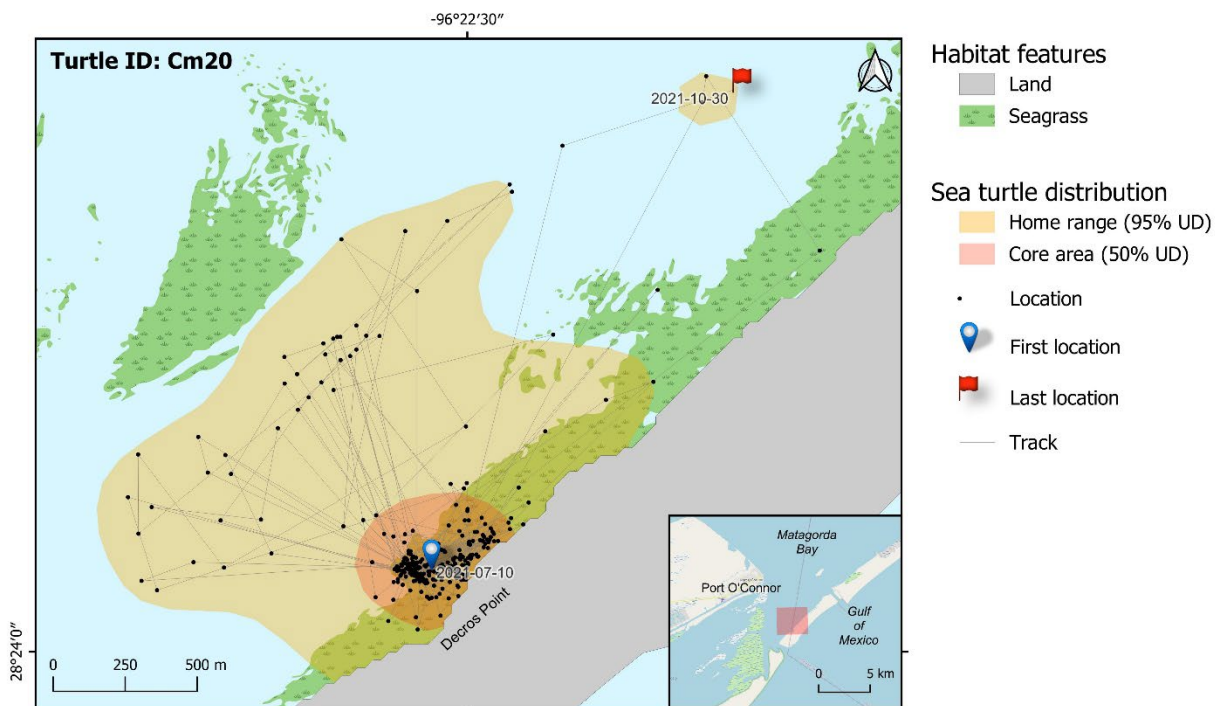 -96°22′30″
Turtle ID: Cm20
2021-10-30
2021-07-10
Decros Point
28°24′0″
0 250 500 m
Matagorda
Bay
Port O'Connor
Gulf
of
Mexico
0 5 km
Habitat features
Land
Seagrass
Sea turtle distribution
Home range (95% UD)
Core area (50% UD)
Location
First location
Last location
Track